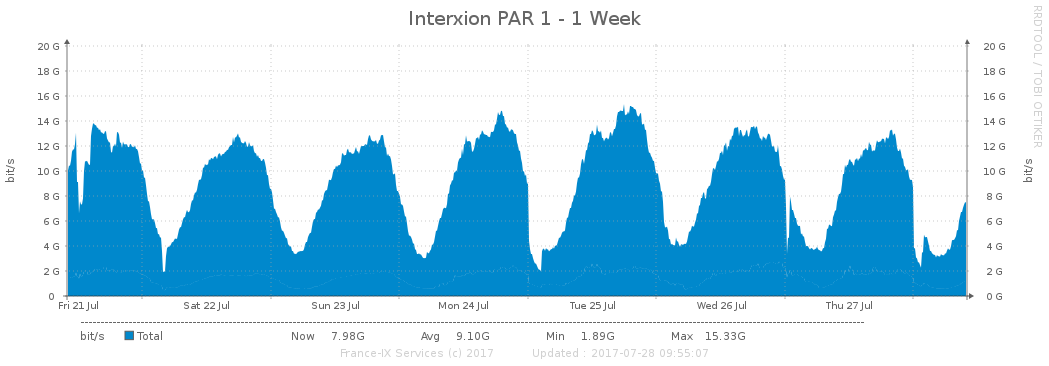 Interxion PAR 1 - 1 Week
RRDTOOL / TOBI OETIKER
20 G 20 G
18 G 18 G
16 G 16 G
14 G 14 G
12 G 12 G
10 G 10 G
8 G 8 G
6 G 6 G
4 G 4 G
2 G 2 G
0 0 G
bit/s
bit/s
Fri 21 Jul Sat 22 Jul Sun 23 Jul Mon 24 Jul Tue 25 Jul Wed 26 Jul Thu 27 Jul
bit/s Total Now 7.98G Avg 9.10G Min 1.89G Max 15.33G
France-IX Services (c) 2017 Updated : 2017-07-28 09:55:07